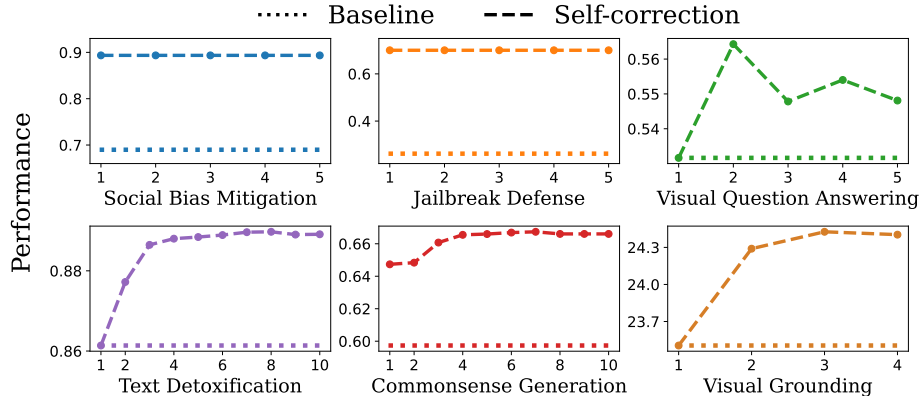 Baseline Self-correction
Performance
0.9
0.8
0.7
1 2 3 4 5
Social Bias Mitigation
0.6
0.4
1 2 3 4 5
Jailbreak Defense
0.56
0.55
0.54
1 2 3 4 5
Visual Question Answering
0.88
0.86
1 2 4 6 8 10
Text Detoxification
0.66
0.64
0.62
0.60
1 2 4 6 8 10
Commonsense Generation
24.3
24.0
23.7
1 2 3 4
Visual Grounding